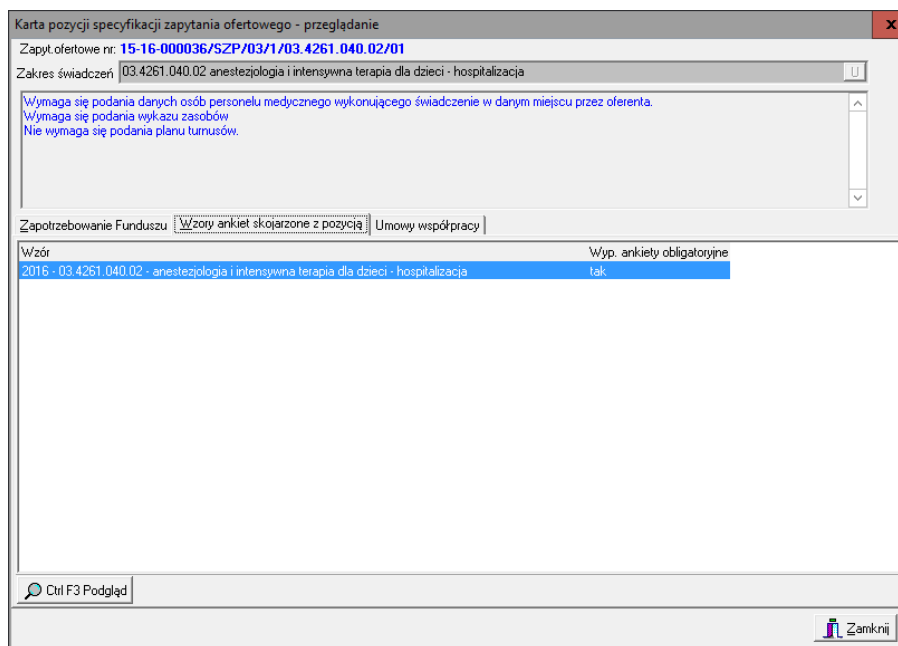 Karta pozycji specyfikacji zapytania ofertowego - przeglądanie
x
Zapyt.ofertowe nr: 15-16-000036/SZP/03/1/03.4261.040.02/01
Zakres świadczeń 03.4261.040.02 anestezjologia i intensywna terapia dla dzieci - hospitalizacja U
Wymaga się podania danych osób personelu medycznego wykonującego świadczenie w danym miejscu przez oferenta.
Wymaga się podania wykazu zasobów
Nie wymaga się podania planu turnusów.
Zapotrzebowanie Funduszu Wzory ankiet skojarzone z pozycją Umowy współpracy
Wzór Wyp. ankiety obligatoryjne
2016 - 03.4261.040.02 - anestezjologia i intensywna terapia dla dzieci - hospitalizacja tak
Ctrl F3 Podgląd
Zamknij